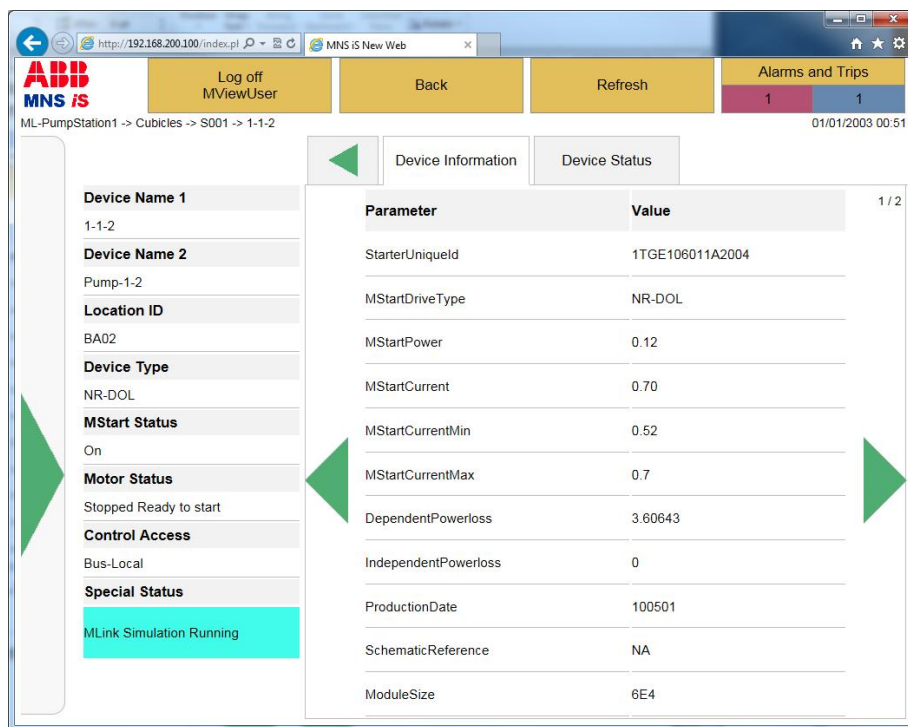 http://192.168.200.100/index.pl
MNS iS New Web
ABB
MNS iS
Log off
MViewUser
Back
Refresh
Alarms and Trips
1 1
ML-PumpStation1 -> Cubicles -> S001 -> 1-1-2
01/01/2003 00:51
Device Information
Device Status
1 / 2
Device Name 1
1-1-2
Device Name 2
Pump-1-2
Location ID
BA02
Device Type
NR-DOL
MStart Status
On
Motor Status
Stopped Ready to start
Control Access
Bus-Local
Special Status
MLink Simulation Running
Parameter Value
StarterUniqueId 1TGE106011A2004
MStartDriveType NR-DOL
MStartPower 0.12
MStartCurrent 0.70
MStartCurrentMin 0.52
MStartCurrentMax 0.7
DependentPowerloss 3.60643
IndependentPowerloss 0
ProductionDate 100501
SchematicReference NA
ModuleSize 6E4